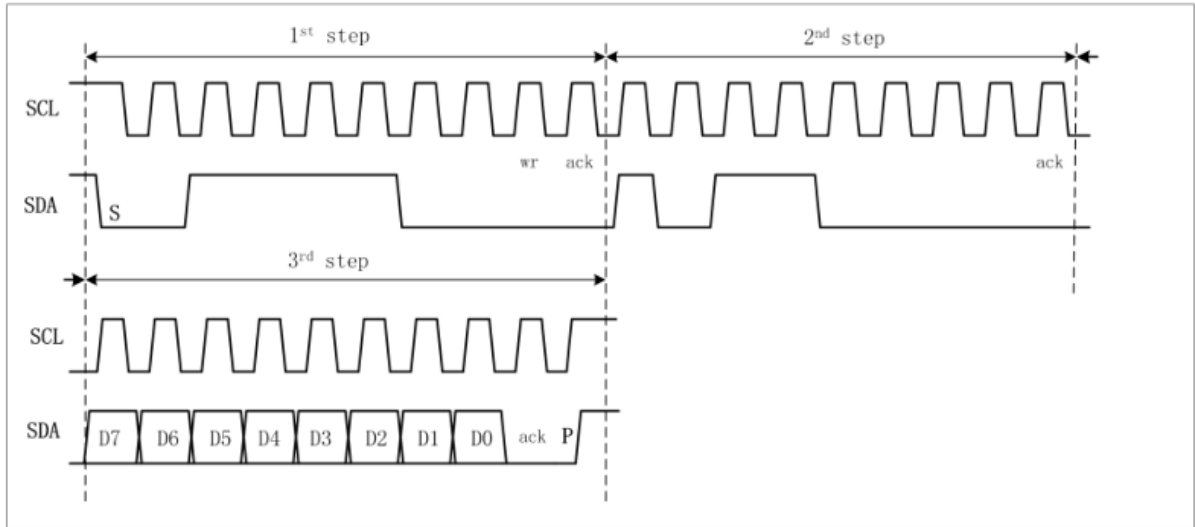 1st step 2nd step
SCL
wr ack ack
SDA S
3rd step
SCL
SDA D7 D6 D5 D4 D3 D2 D1 D0 ack P